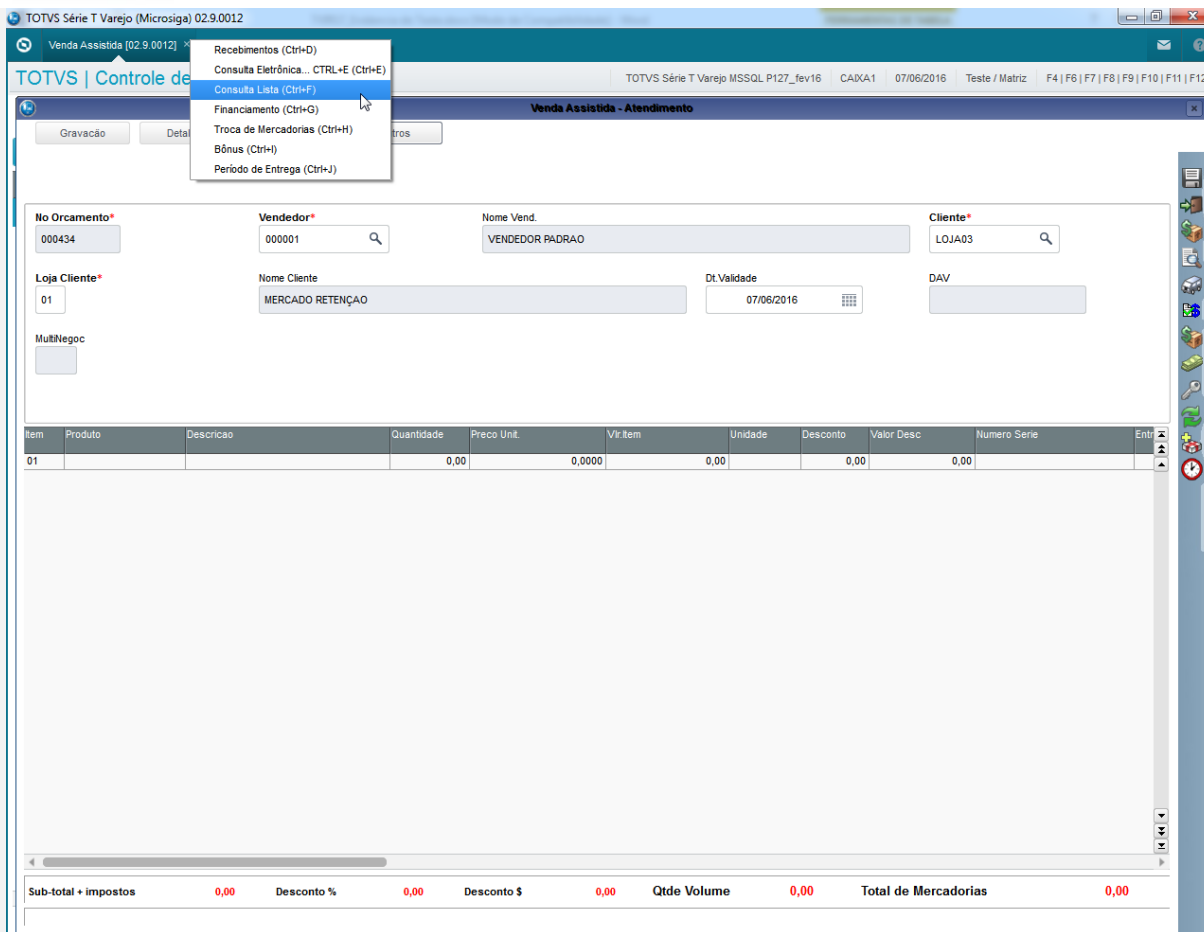 TOTVS Série T Varejo (Microsiga) 02.9.0012
Venda Assistida [02.9.0012] ×
Recebimentos (Ctrl+D)
Consulta Eletrônica... CTRL+E (Ctrl+E)
Consulta Lista (Ctrl+F)
Financiamento (Ctrl+G)
Troca de Mercadorias (Ctrl+H)
Bônus (Ctrl+I)
Período de Entrega (Ctrl+J)
TOTVS | Controle de
TOTVS Série T Varejo MSSQL P127_fev16 CAIXA1 07/06/2016 Teste / Matriz F4 | F6 | F7 | F8 | F9 | F10 | F11 | F12
Venda Assistida - Atendimento
Gravacão Detal tros
No Orcamento* Vendedor* Nome Vend. Cliente*
000434 000001 VENDEDOR PADRAO LOJA03
Loja Cliente* Nome Cliente Dt.Validade DAV
01 MERCADO RETENÇAO 07/06/2016
MultiNegoc
Item Produto Descricao Quantidade Preco Unit. Vlr.Item Unidade Desconto Valor Desc Numero Serie Entr
01 0,00 0,0000 0,00 0,00 0,00
Sub-total + impostos 0,00 Desconto % 0,00 Desconto $ 0,00 Qtde Volume 0,00 Total de Mercadorias 0,00